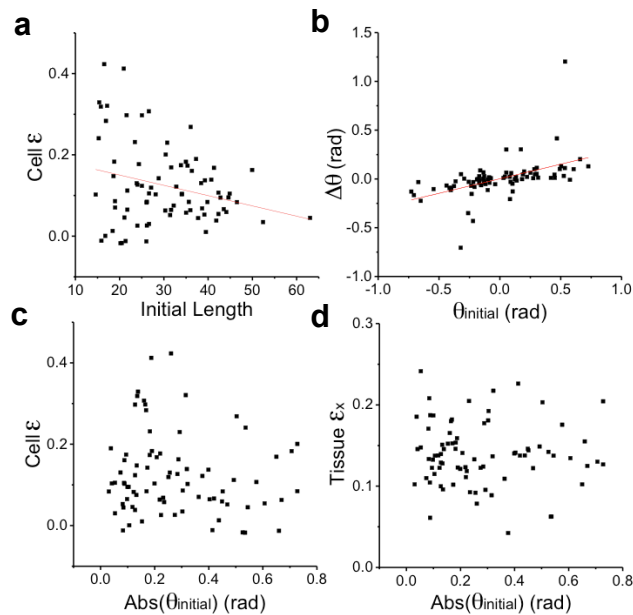 a
Cell ε
0.4
0.2
0.0
10 20 30 40 50 60
Initial Length
b
Δθ (rad)
1.5
1.0
0.5
0.0
-0.5
-1.0
-1.0 -0.5 0.0 0.5 1.0
θinitial (rad)
c
Cell ε
0.4
0.2
0.0
0.0 0.2 0.4 0.6 0.8
Abs(θinitial) (rad)
d
Tissue εx
0.3
0.2
0.1
0.0
0.0 0.2 0.4 0.6 0.8
Abs(θinitial) (rad)